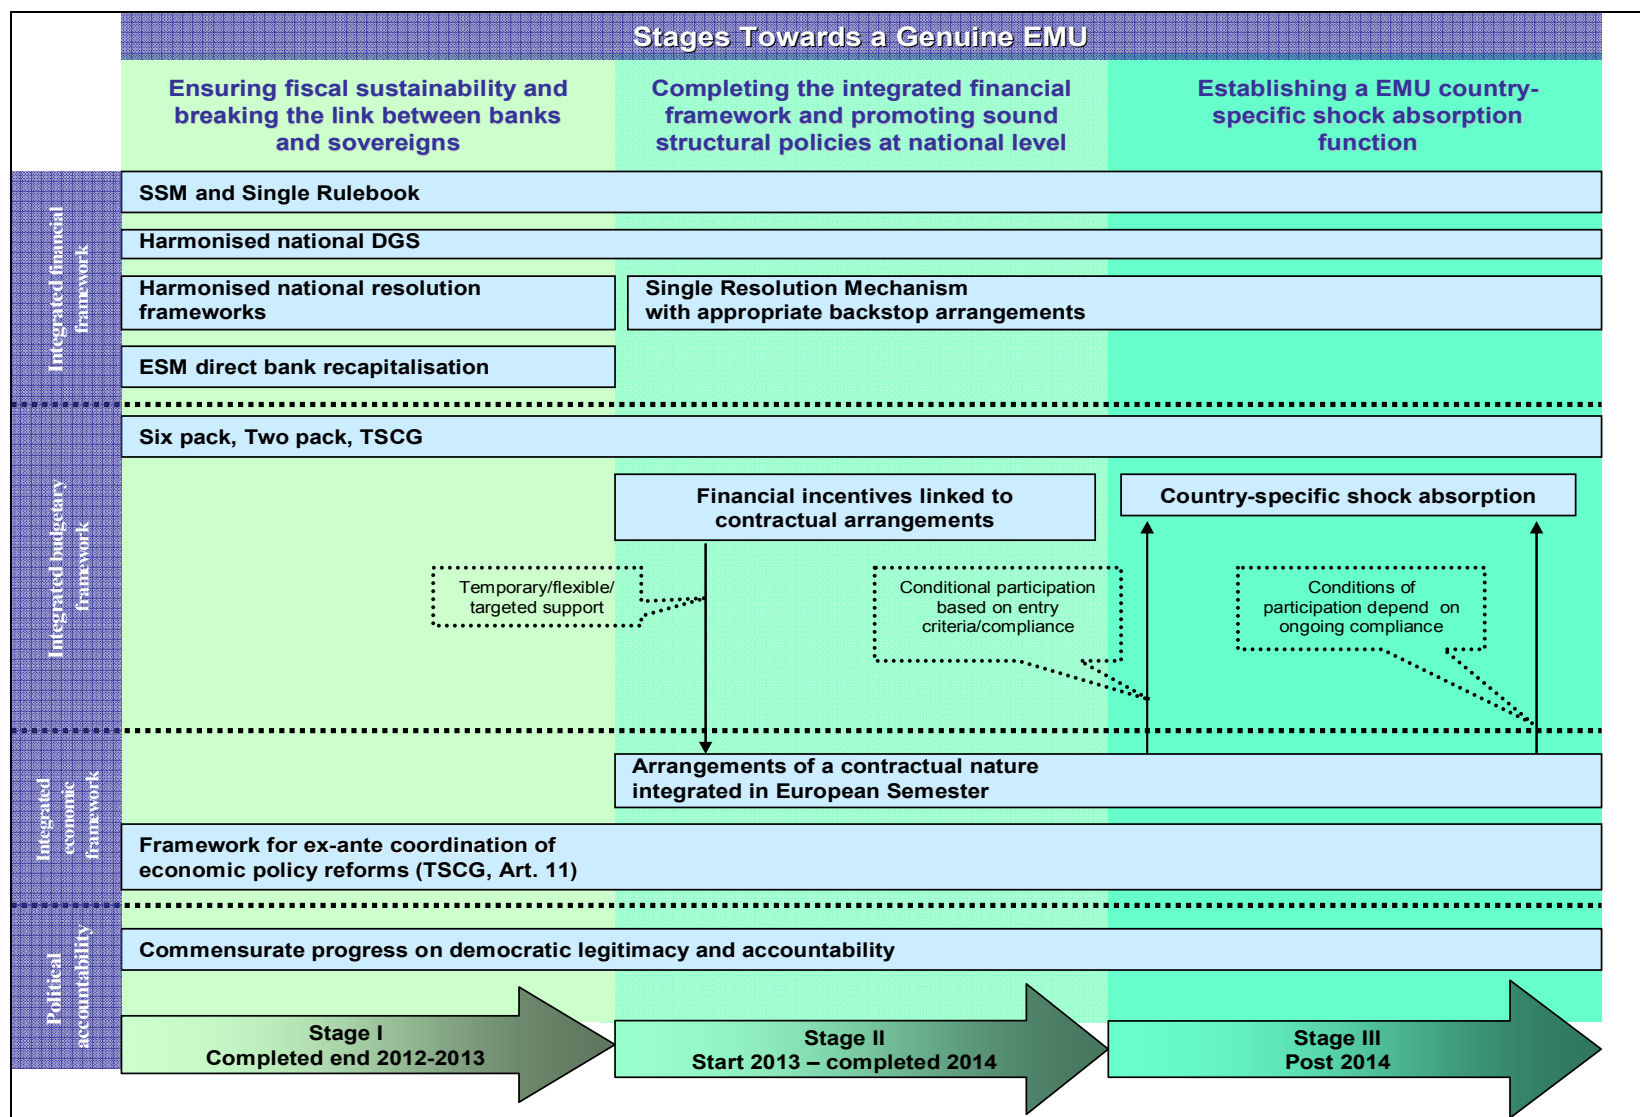 Stages Towards a Genuine EMU
Ensuring fiscal sustainability and
breaking the link between banks
and sovereigns
Completing the integrated financial
framework and promoting sound
structural policies at national level
Establishing a EMU country-
specific shock absorption
function
Integrated financial
framework
SSM and Single Rulebook
Harmonised national DGS
Harmonised national resolution
frameworks
Single Resolution Mechanism
with appropriate backstop arrangements
ESM direct bank recapitalisation
Integrated budgetary
framework
Six pack, Two pack, TSCG
Financial incentives linked to
contractual arrangements
Country-specific shock absorption
Temporary/flexible/
targeted support
Conditional participation
based on entry
criteria/compliance
Conditions of
participation depend on
ongoing compliance
Integrated
economic
framework
Arrangements of a contractual nature
integrated in European Semester
Framework for ex-ante coordination of
economic policy reforms (TSCG, Art. 11)
Political
accountability
Commensurate progress on democratic legitimacy and accountability
Stage I
Completed end 2012-2013
Stage II
Start 2013 – completed 2014
Stage III
Post 2014